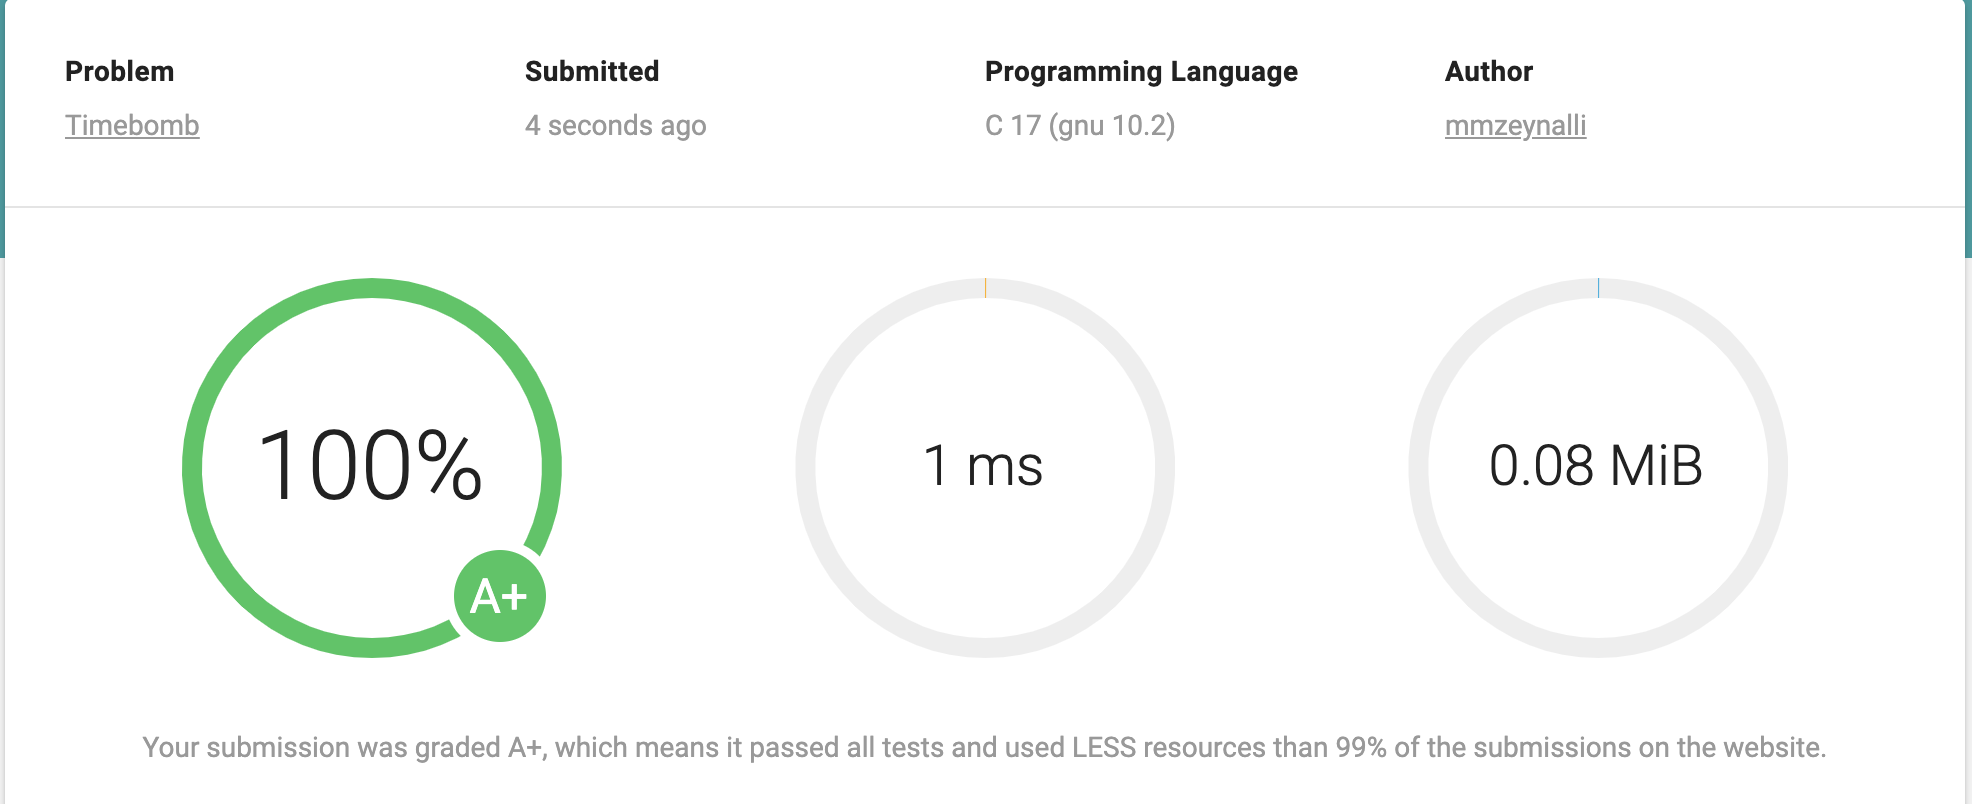 Problem
Submitted
Programming Language
Author
Timebomb
4 seconds ago
C 17 (gnu 10.2)
mmzeynalli
100%
A+
1 ms
0.08 MiB
Your submission was graded A+, which means it passed all tests and used LESS resources than 99% of the submissions on the website.